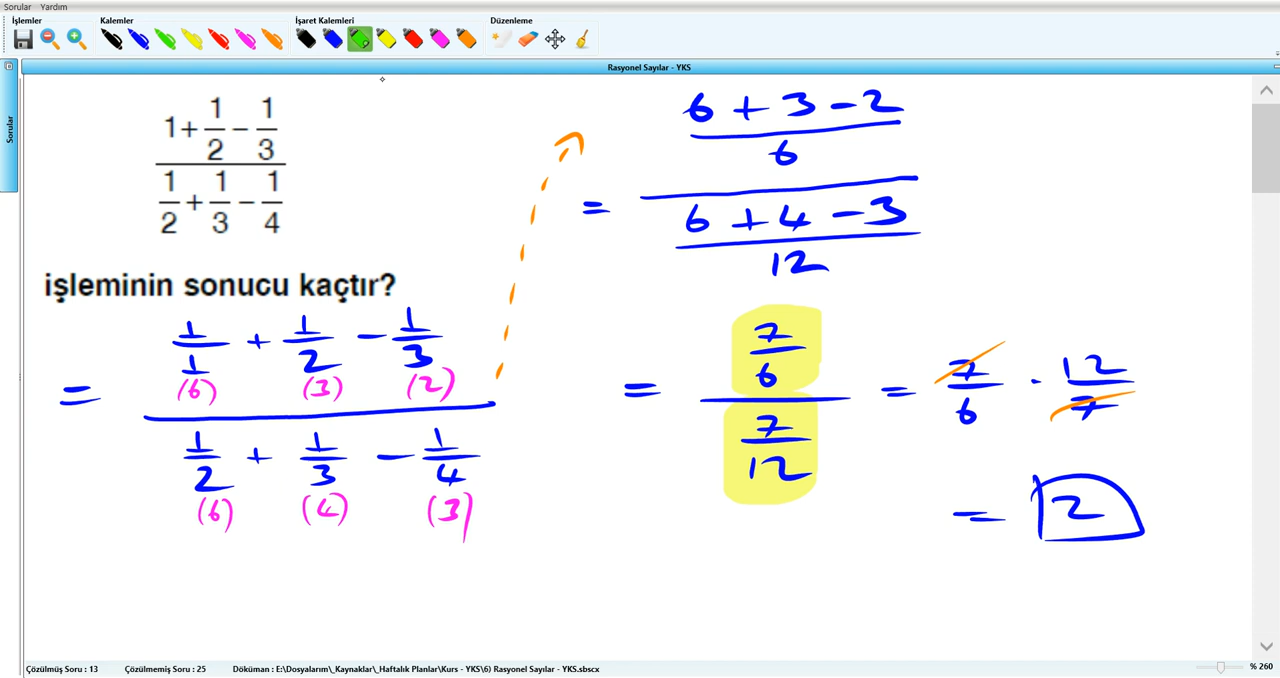 Sorular Yardım
İşlemler Kalemler İşaret Kalemleri Düzenleme
Rasyonel Sayılar - YKS
Sorular
1 + 1/2 − 1/3
1/2 + 1/3 − 1/4
işleminin sonucu kaçtır?
= 1/1 + 1/2 − 1/3
(6) (3) (2)
1/2 + 1/3 − 1/4
(6) (4) (3)
6 + 3 − 2
6
=
6 + 4 − 3
12
= 7/6
7/12
= 7/6 · 12/7
= 2
Çözülmüş Soru : 13 Çözülmemiş Soru : 25 Döküman : E:\Dosyalarım\_Kaynaklar\_Haftalık Planlar\Kurs - YKS\6) Rasyonel Sayılar - YKS.sbscx % 260